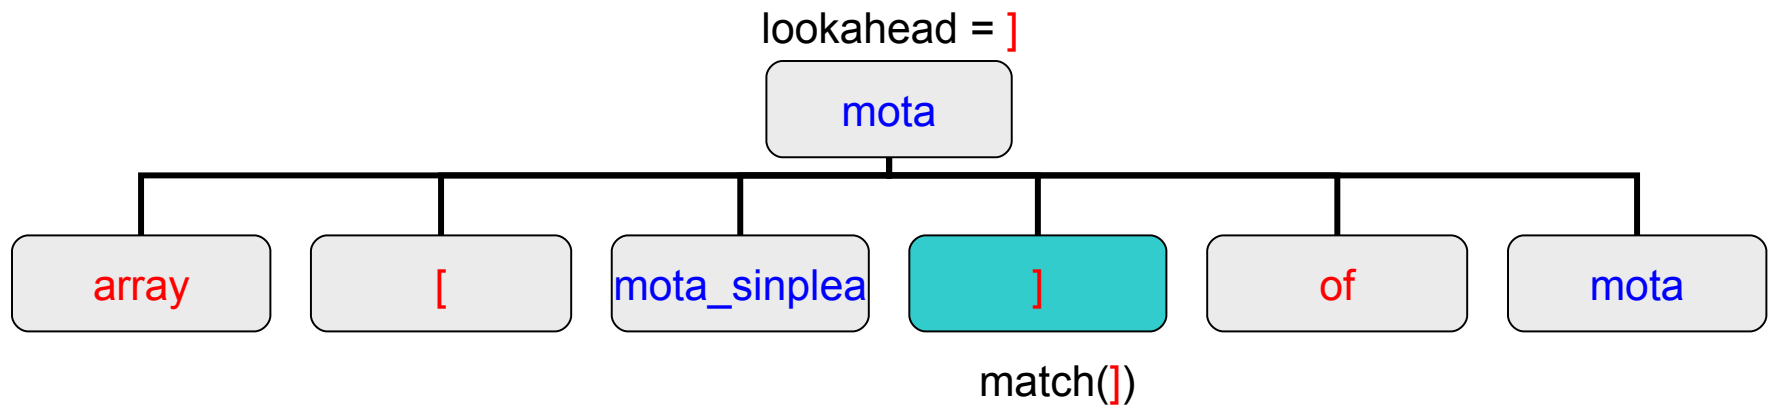 lookahead = ]
mota
array [ mota_sinplea ] of mota
match(])